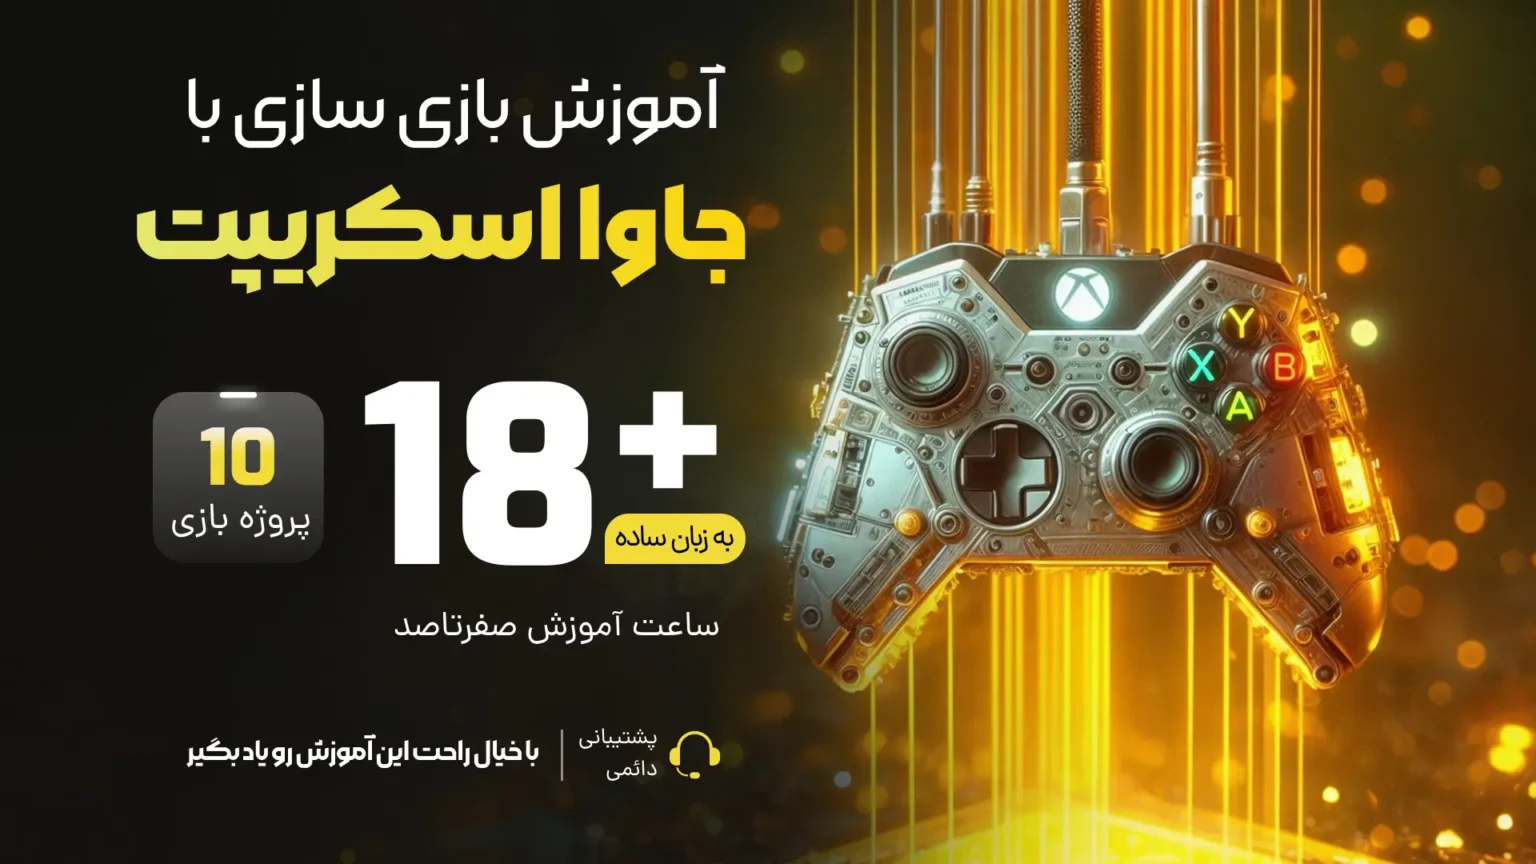 آموزش بازی سازی با
جاوا اسکریپت
18+
به زبان ساده
ساعت آموزش صفرتاصد
10
پروژه بازی
پشتیبانی
دائمی
با خیال راحت این آموزش رو یاد بگیر
Y
X
B
A